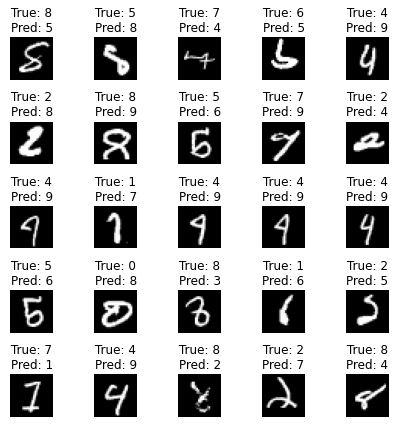 True: 8 True: 5 True: 7 True: 6 True: 4
Pred: 5 Pred: 8 Pred: 4 Pred: 5 Pred: 9
True: 2 True: 8 True: 5 True: 7 True: 2
Pred: 8 Pred: 9 Pred: 6 Pred: 9 Pred: 4
True: 4 True: 1 True: 4 True: 4 True: 4
Pred: 9 Pred: 7 Pred: 9 Pred: 9 Pred: 9
True: 5 True: 0 True: 8 True: 1 True: 2
Pred: 6 Pred: 8 Pred: 3 Pred: 6 Pred: 5
True: 7 True: 4 True: 8 True: 2 True: 8
Pred: 1 Pred: 9 Pred: 2 Pred: 7 Pred: 4